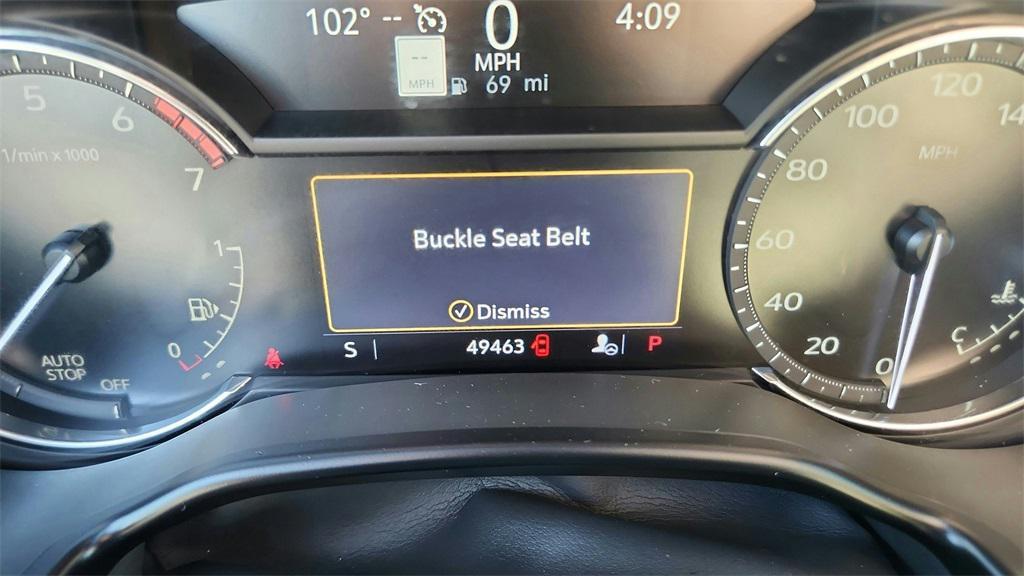 102° -- 0 4:09
MPH
--
MPH
69 mi
5
6
7
1/min x 1000
1
0
AUTO
STOP
OFF
Buckle Seat Belt
Dismiss
S 49463 P
0
20
40
60
80
100
120
14
MPH
C